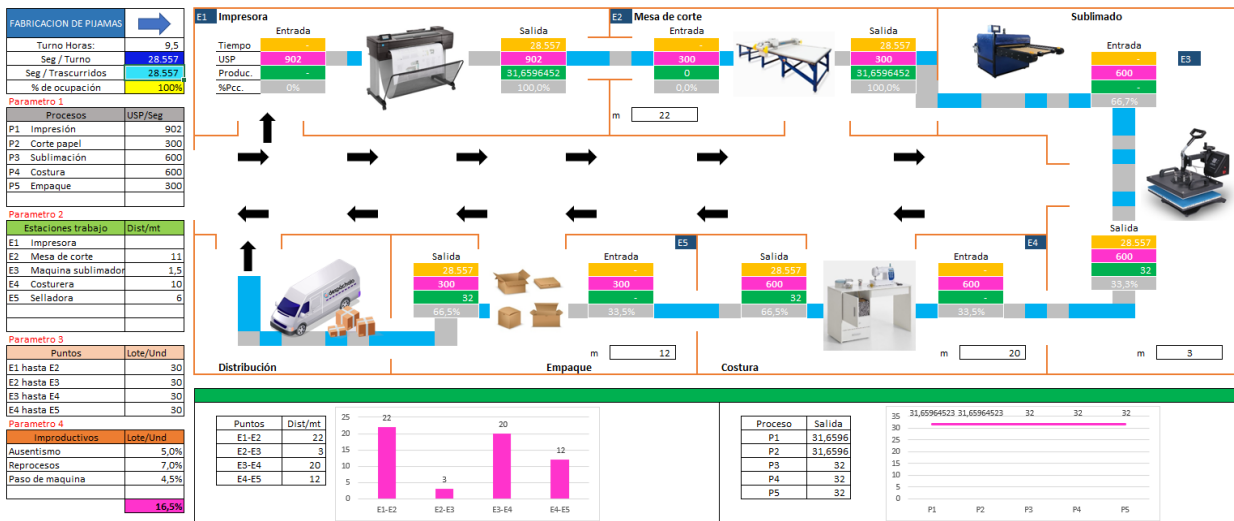 FABRICACION DE PIJAMAS
Turno Horas: 9,5
Seg / Turno 28.557
Seg / Trascurridos 28.557
% de ocupación 100%
Parametro 1
Procesos USP/Seg
P1 Impresión 902
P2 Corte papel 300
P3 Sublimación 600
P4 Costura 600
P5 Empaque 300
Parametro 2
Estaciones trabajo Dist/mt
E1 Impresora
E2 Mesa de corte 11
E3 Maquina sublimador 1,5
E4 Costurera 10
E5 Selladora 6
Parametro 3
Puntos Lote/Und
E1 hasta E2 30
E2 hasta E3 30
E3 hasta E4 30
E4 hasta E5 30
Parametro 4
Improductivos Lote/Und
Ausentismo 5,0%
Reprocesos 7,0%
Paso de maquina 4,5%
16,5%
E1 Impresora
Entrada
Tiempo -
USP 902
Produc. -
%Pcc. 0%
Salida
28.557
902
31,6596452
100,0%
E2 Mesa de corte
Entrada
-
300
0
0,0%
Salida
28.557
300
31,6596452
100,0%
m 22
Sublimado
Entrada
E3
-
600
-
66,7%
Salida
28.557
600
32
33,3%
m 3
E4
Entrada
-
600
-
33,5%
Salida
28.557
600
32
66,5%
m 20
Costura
E5
Entrada
-
300
-
33,5%
Salida
28.557
300
32
66,5%
m 12
Empaque
despachan
Distribución
Puntos Dist/mt
E1-E2 22
E2-E3 3
E3-E4 20
E4-E5 12
25
20
15
10
5
0
22
3
20
12
E1-E2 E2-E3 E3-E4 E4-E5
Proceso Salida
P1 31,6596
P2 31,6596
P3 32
P4 32
P5 32
35
30
25
20
15
10
5
0
31,65964523 31,65964523 32 32 32
P1 P2 P3 P4 P5